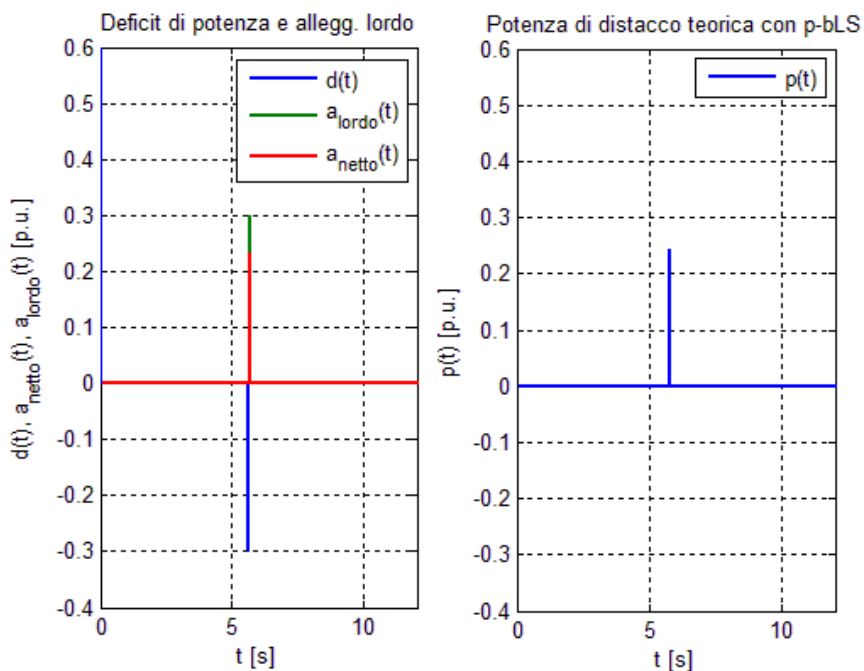 Deficit di potenza e allegg. lordo
d(t), a_netto(t), a_lordo(t) [p.u.]
0.6
0.5
0.4
0.3
0.2
0.1
0
-0.1
-0.2
-0.3
-0.4
d(t)
a_lordo(t)
a_netto(t)
0 5 10
t [s]
Potenza di distacco teorica con p-bLS
p(t) [p.u.]
0.6
0.5
0.4
0.3
0.2
0.1
0
-0.1
-0.2
-0.3
-0.4
p(t)
0 5 10
t [s]